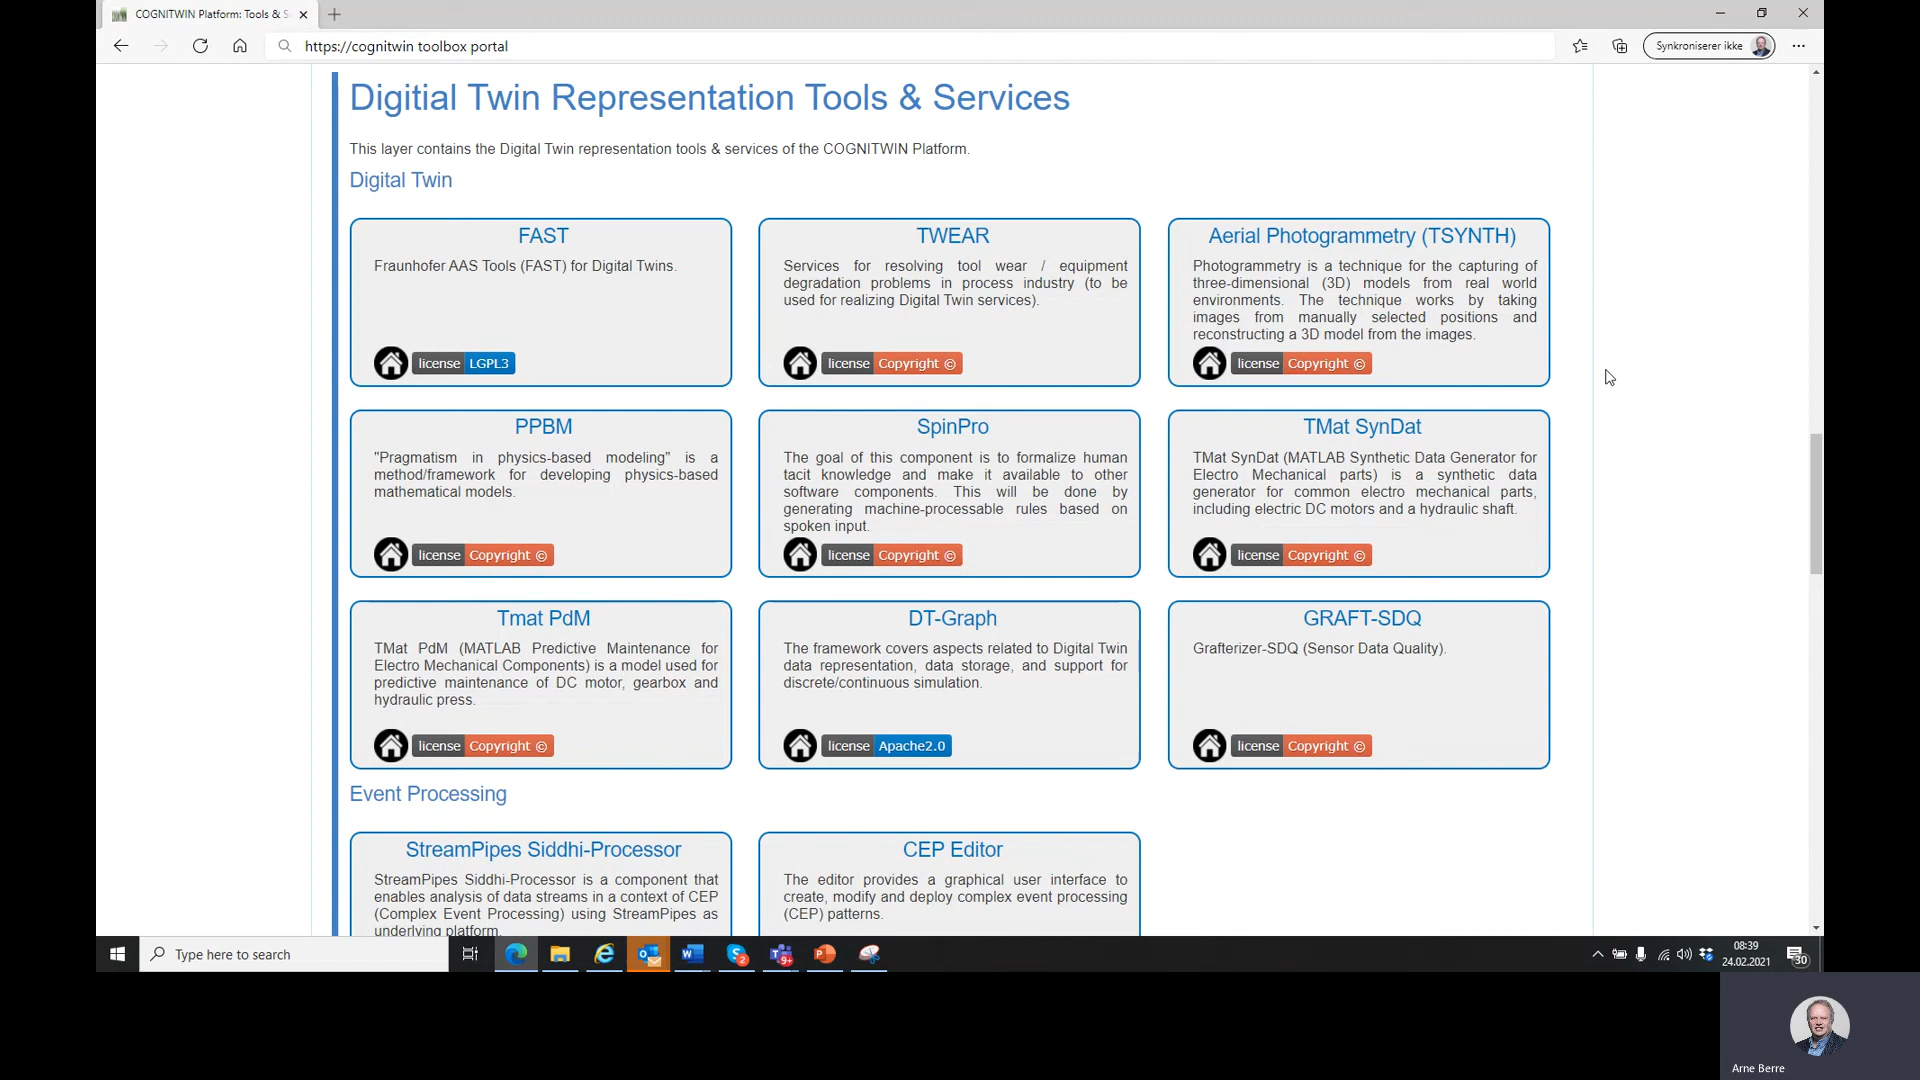 COGNITWIN Platform: Tools & S
https://cognitwin toolbox portal
Synkroniserer ikke
Digitial Twin Representation Tools & Services
This layer contains the Digital Twin representation tools & services of the COGNITWIN Platform.
Digital Twin
FAST
Fraunhofer AAS Tools (FAST) for Digital Twins.
license LGPL3
TWEAR
Services for resolving tool wear / equipment
degradation problems in process industry (to be
used for realizing Digital Twin services).
license Copyright ©
Aerial Photogrammetry (TSYNTH)
Photogrammetry is a technique for the capturing of
three-dimensional (3D) models from real world
environments. The technique works by taking
images from manually selected positions and
reconstructing a 3D model from the images.
license Copyright ©
PPBM
"Pragmatism in physics-based modeling" is a
method/framework for developing physics-based
mathematical models.
license Copyright ©
SpinPro
The goal of this component is to formalize human
tacit knowledge and make it available to other
software components. This will be done by
generating machine-processable rules based on
spoken input.
license Copyright ©
TMat SynDat
TMat SynDat (MATLAB Synthetic Data Generator for
Electro Mechanical parts) is a synthetic data
generator for common electro mechanical parts,
including electric DC motors and a hydraulic shaft.
license Copyright ©
Tmat PdM
TMat PdM (MATLAB Predictive Maintenance for
Electro Mechanical Components) is a model used for
predictive maintenance of DC motor, gearbox and
hydraulic press.
license Copyright ©
DT-Graph
The framework covers aspects related to Digital Twin
data representation, data storage, and support for
discrete/continuous simulation.
license Apache2.0
GRAFT-SDQ
Grafterizer-SDQ (Sensor Data Quality).
license Copyright ©
Event Processing
StreamPipes Siddhi-Processor
StreamPipes Siddhi-Processor is a component that
enables analysis of data streams in a context of CEP
(Complex Event Processing) using StreamPipes as
underlying platform.
CEP Editor
The editor provides a graphical user interface to
create, modify and deploy complex event processing
(CEP) patterns.
Type here to search
2
9+
08:39
24.02.2021
30
Arne Berre